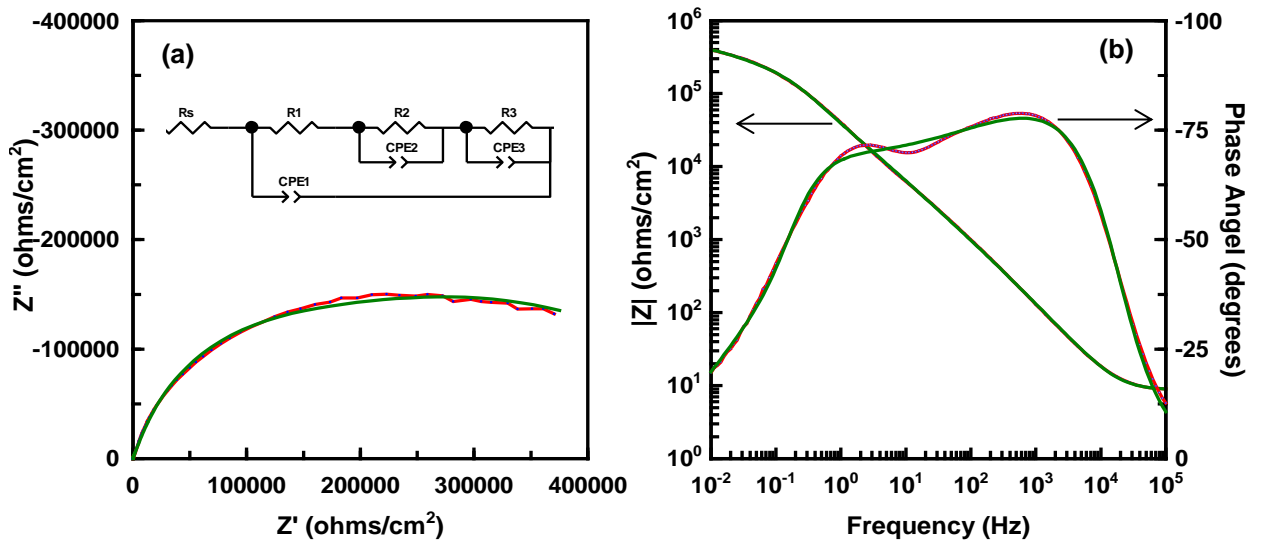 (a)
-400000
-300000
-200000
-100000
0
Z'' (ohms/cm2)
Rs
R1
R2
R3
CPE2
CPE3
CPE1
0
100000
200000
300000
400000
Z' (ohms/cm2)
(b)
10^6
10^5
10^4
10^3
10^2
10^1
10^0
|Z| (ohms/cm2)
-100
-75
-50
-25
0
Phase Angel (degrees)
10^-2
10^-1
10^0
10^1
10^2
10^3
10^4
10^5
Frequency (Hz)